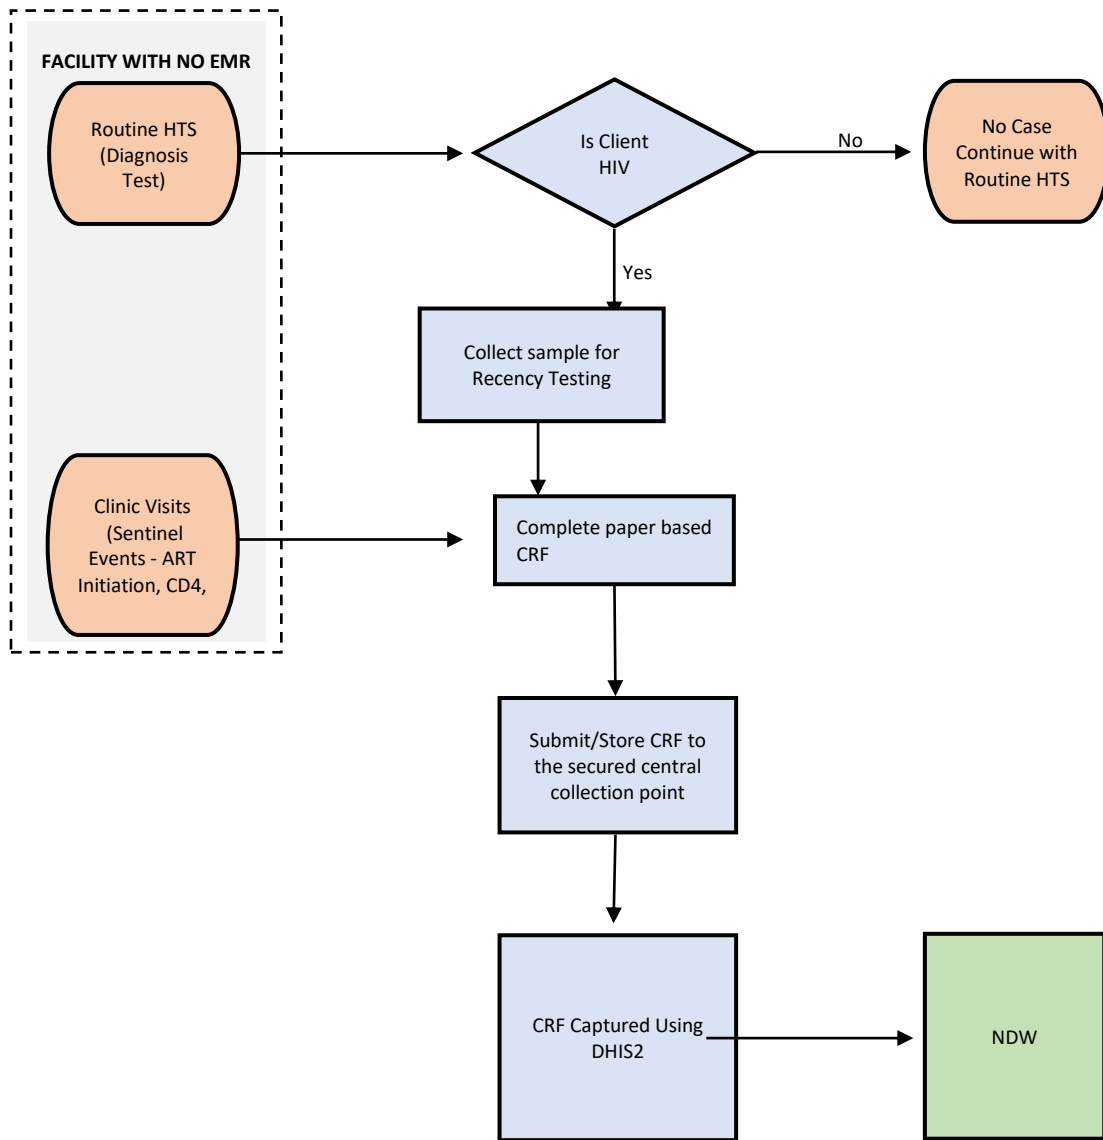 FACILITY WITH NO EMR
Routine HTS
(Diagnosis
Test)
Is Client
HIV
No
No Case
Continue with
Routine HTS
Yes
Collect sample for
Recency Testing
Clinic Visits
(Sentinel
Events - ART
Initiation, CD4,
Complete paper based
CRF
Submit/Store CRF to
the secured central
collection point
CRF Captured Using
DHIS2
NDW